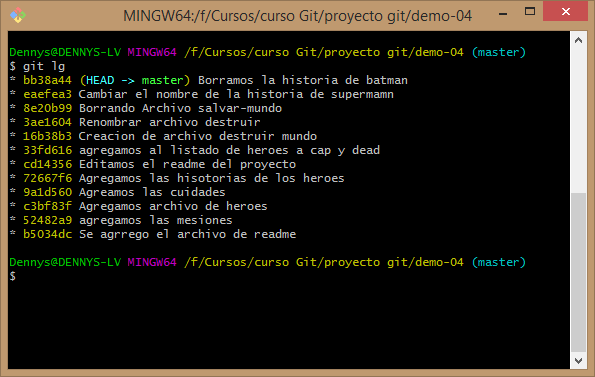 MINGW64:/f/Cursos/curso Git/proyecto git/demo-04
Dennys@DENNYS-LV MINGW64 /f/Cursos/curso Git/proyecto git/demo-04 (master)
$ git lg
* bb38a44 (HEAD -> master) Borramos la historia de batman
* eaefea3 Cambiar el nombre de la historia de supermamn
* 8e20b99 Borrando Archivo salvar-mundo
* 3ae1604 Renombrar archivo destruir
* 16b38b3 Creacion de archivo destruir mundo
* 33fd616 agregamos al listado de heroes a cap y dead
* cd14356 Editamos el readme del proyecto
* 72667f6 Agregamos las hisotorias de los heroes
* 9a1d560 Agreamos las cuidades
* c3bf83f Agregamos archivo de heroes
* 52482a9 agregamos las mesiones
* b5034dc Se agrrego el archivo de readme
Dennys@DENNYS-LV MINGW64 /f/Cursos/curso Git/proyecto git/demo-04 (master)
$